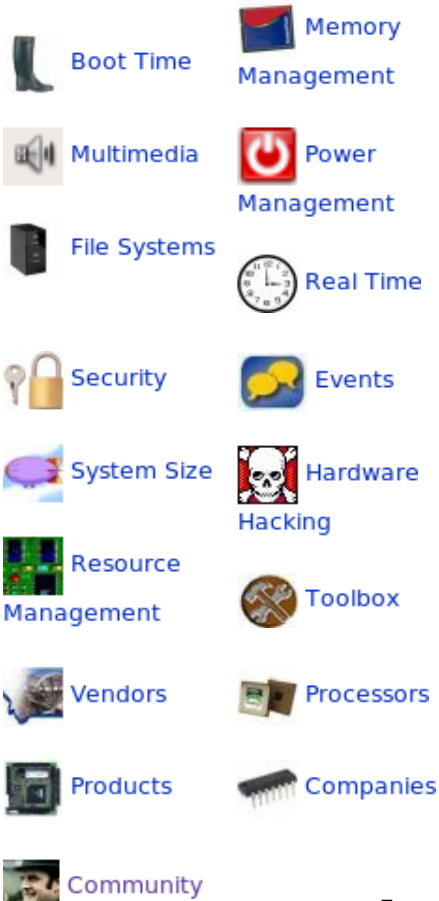 Boot Time
Multimedia
File Systems
Security
System Size
Resource
Management
Vendors
Products
Community
Memory
Management
Power
Management
Real Time
Events
Hardware
Hacking
Toolbox
Processors
Companies